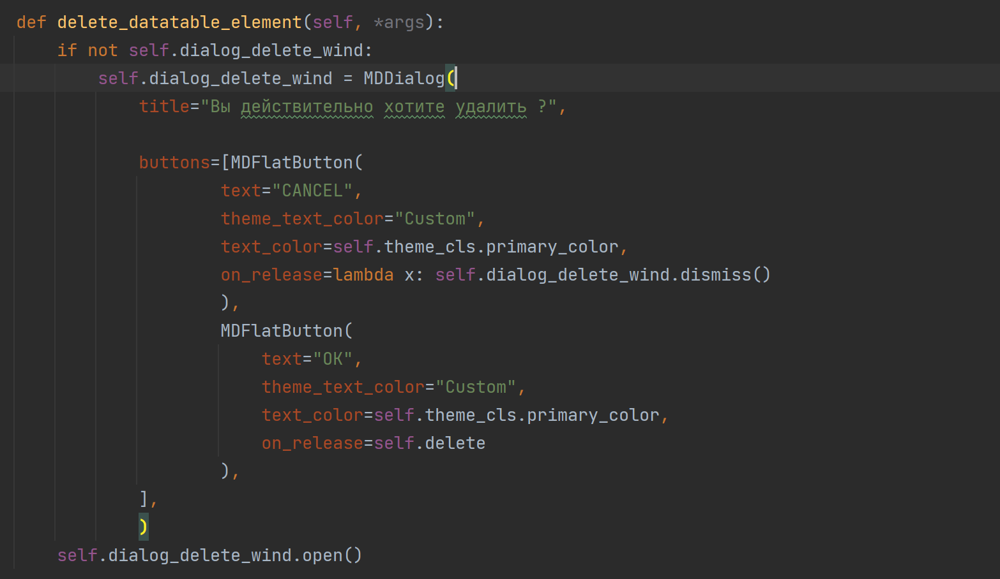 def delete_datatable_element(self, *args):
if not self.dialog_delete_wind:
self.dialog_delete_wind = MDDialog(
title="Вы действительно хотите удалить ?",
buttons=[MDFlatButton(
text="CANCEL",
theme_text_color="Custom",
text_color=self.theme_cls.primary_color,
on_release=lambda x: self.dialog_delete_wind.dismiss()
),
MDFlatButton(
text="OK",
theme_text_color="Custom",
text_color=self.theme_cls.primary_color,
on_release=self.delete
),
],
)
self.dialog_delete_wind.open()